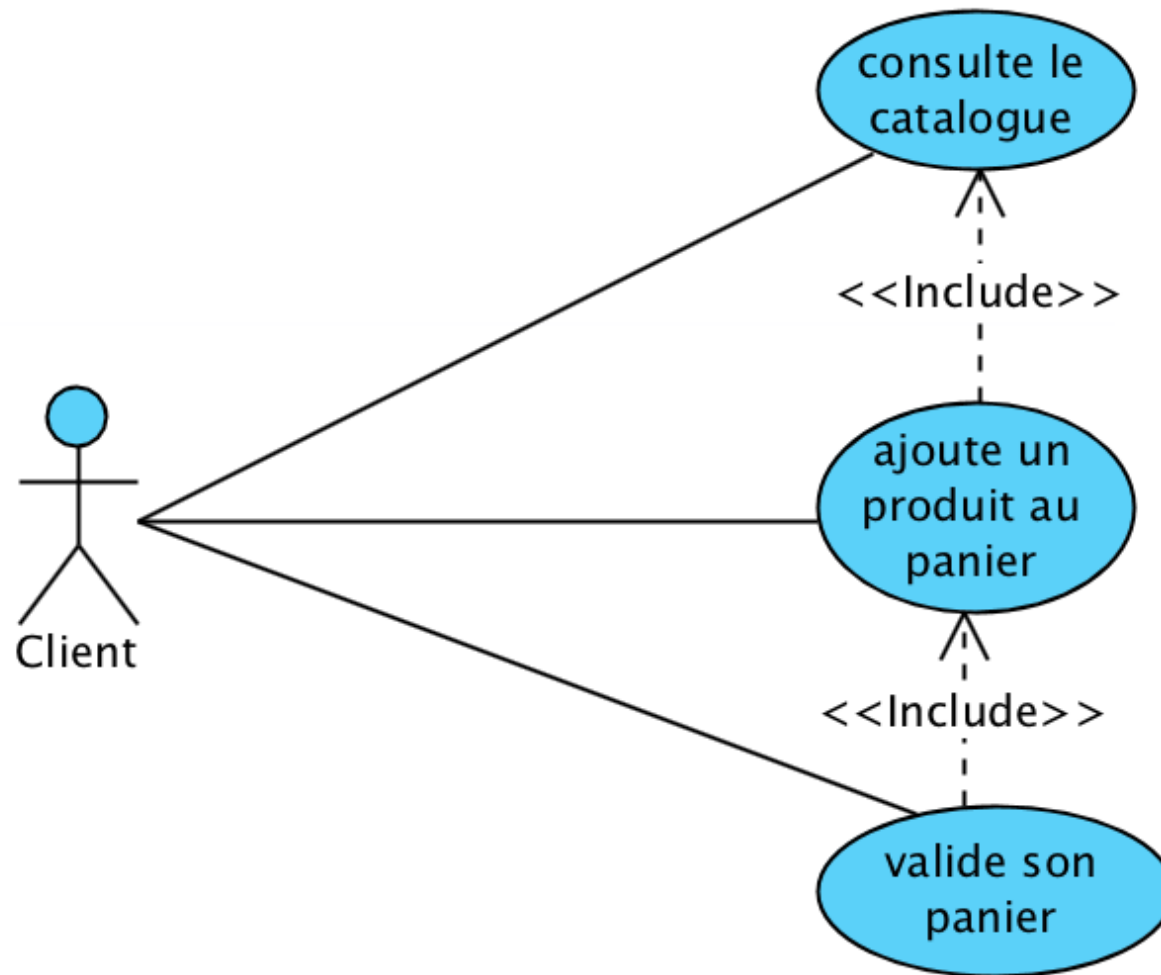 consulte le
catalogue
<<Include>>
ajoute un
produit au
panier
Client
<<Include>>
valide son
panier